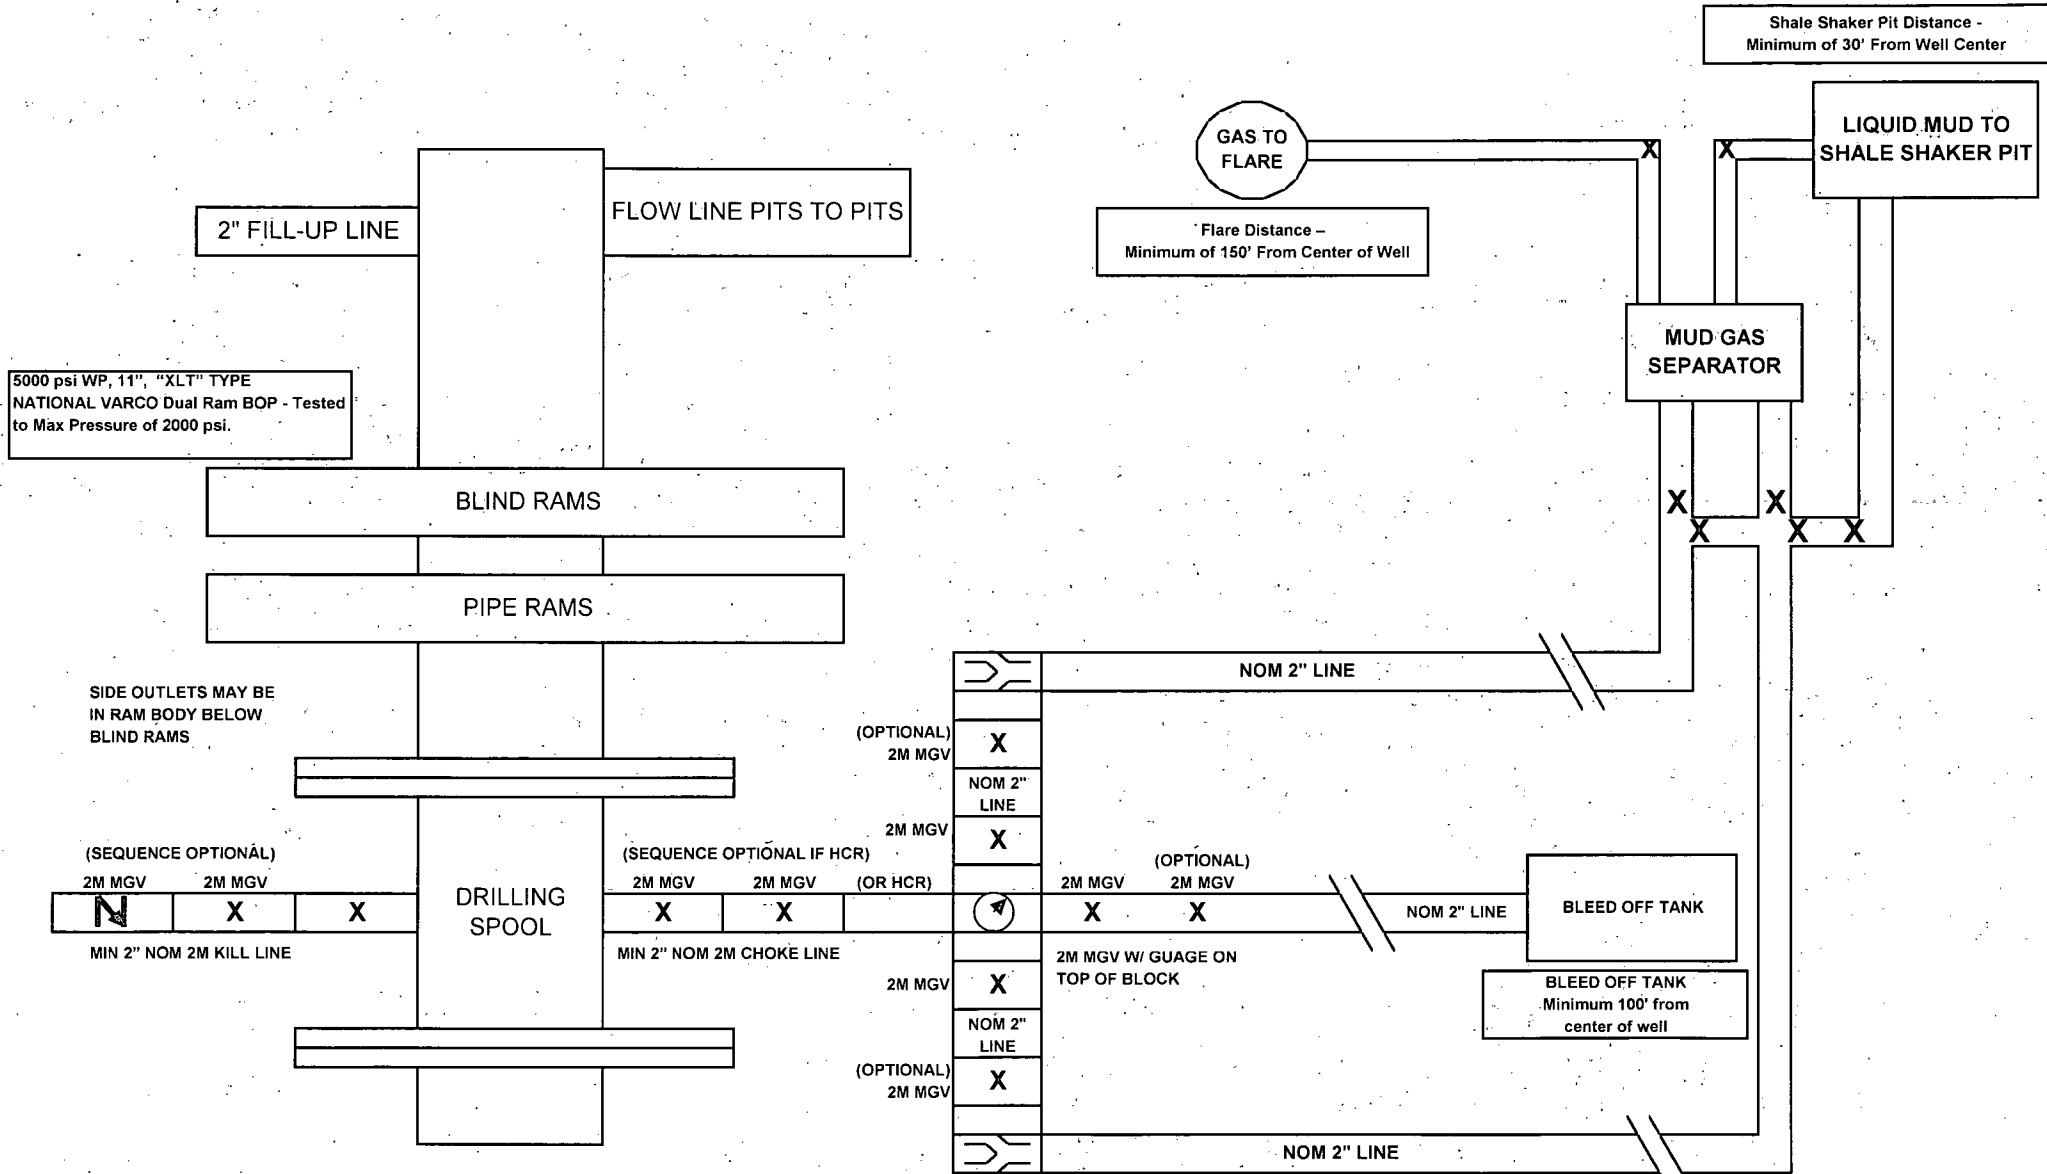 Shale Shaker Pit Distance -
Minimum of 30' From Well Center
LIQUID MUD TO
SHALE SHAKER PIT
X
X
GAS TO
FLARE
Flare Distance –
Minimum of 150' From Center of Well
2" FILL-UP LINE
FLOW LINE PITS TO PITS
MUD GAS
SEPARATOR
5000 psi WP, 11", "XLT" TYPE
NATIONAL VARCO Dual Ram BOP - Tested
to Max Pressure of 2000 psi.
BLIND RAMS
X
X
X
X
X
PIPE RAMS
NOM 2" LINE
SIDE OUTLETS MAY BE
IN RAM BODY BELOW
BLIND RAMS
(OPTIONAL)
2M MGV
X
NOM 2"
LINE
2M MGV
X
(SEQUENCE OPTIONAL)
2M MGV
2M MGV
N
X
X
MIN 2" NOM 2M KILL LINE
DRILLING
SPOOL
(SEQUENCE OPTIONAL IF HCR)
2M MGV
2M MGV
(OR HCR)
X
X
MIN 2" NOM 2M CHOKE LINE
2M MGV
(OPTIONAL)
2M MGV
X
X
NOM 2" LINE
BLEED OFF TANK
2M MGV W/ GUAGE ON
TOP OF BLOCK
BLEED OFF TANK
Minimum 100' from
center of well
2M MGV
X
NOM 2"
LINE
(OPTIONAL)
2M MGV
X
NOM 2" LINE